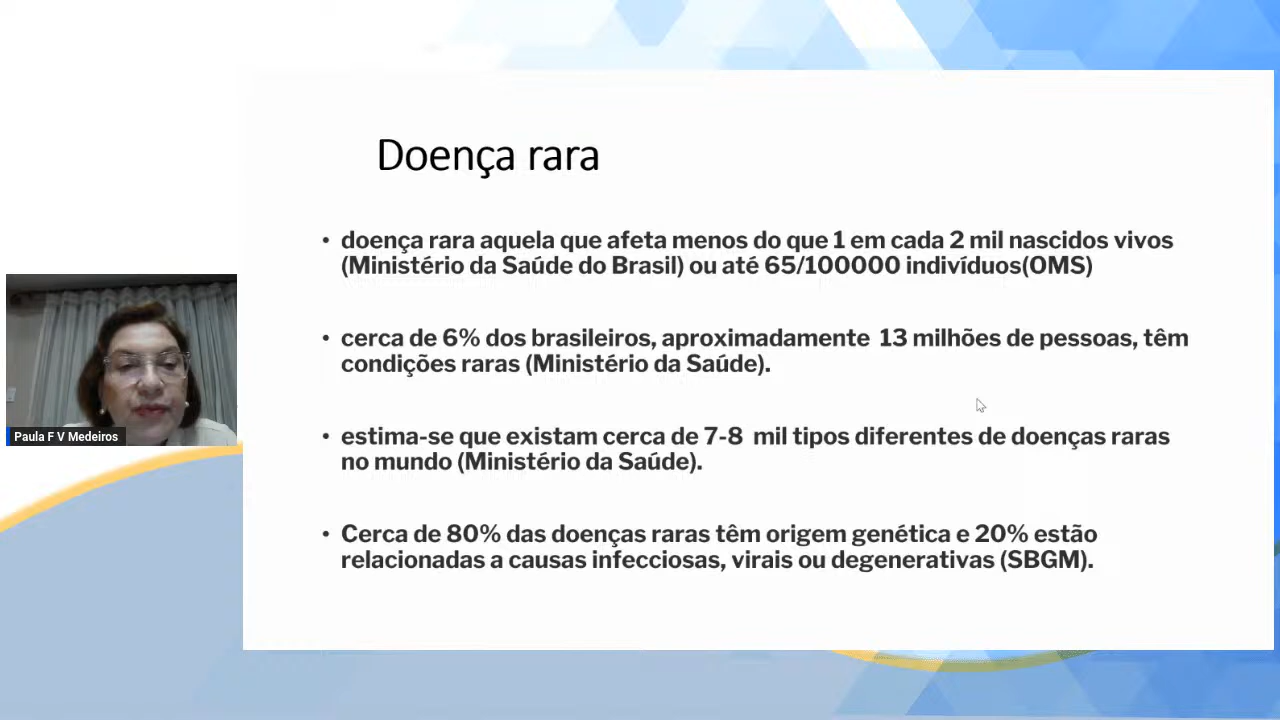 Doença rara
• doença rara aquela que afeta menos do que 1 em cada 2 mil nascidos vivos
(Ministério da Saúde do Brasil) ou até 65/100000 indivíduos(OMS)
• cerca de 6% dos brasileiros, aproximadamente 13 milhões de pessoas, têm
condições raras (Ministério da Saúde).
• estima-se que existam cerca de 7-8 mil tipos diferentes de doenças raras
no mundo (Ministério da Saúde).
• Cerca de 80% das doenças raras têm origem genética e 20% estão
relacionadas a causas infecciosas, virais ou degenerativas (SBGM).
Paula F V Medeiros